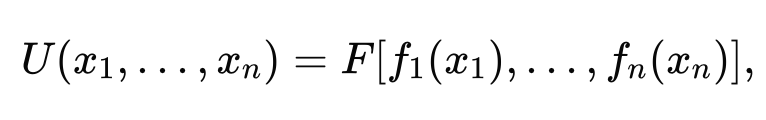 U(x₁, . . . , xₙ) = F[f₁(x₁), . . . , fₙ(xₙ)],